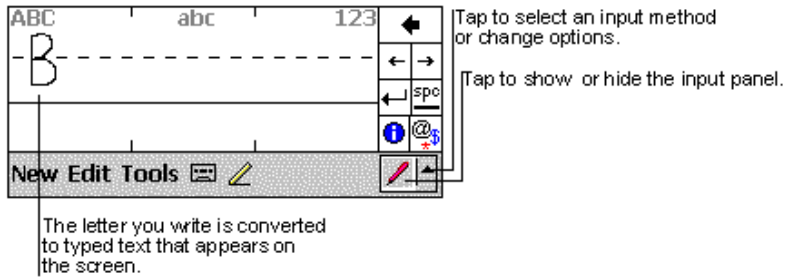 ABC abc 123
Tap to select an input method
or change options.
B
spc
Tap to show or hide the input panel.
@*$
New Edit Tools
The letter you write is converted
to typed text that appears on
the screen.